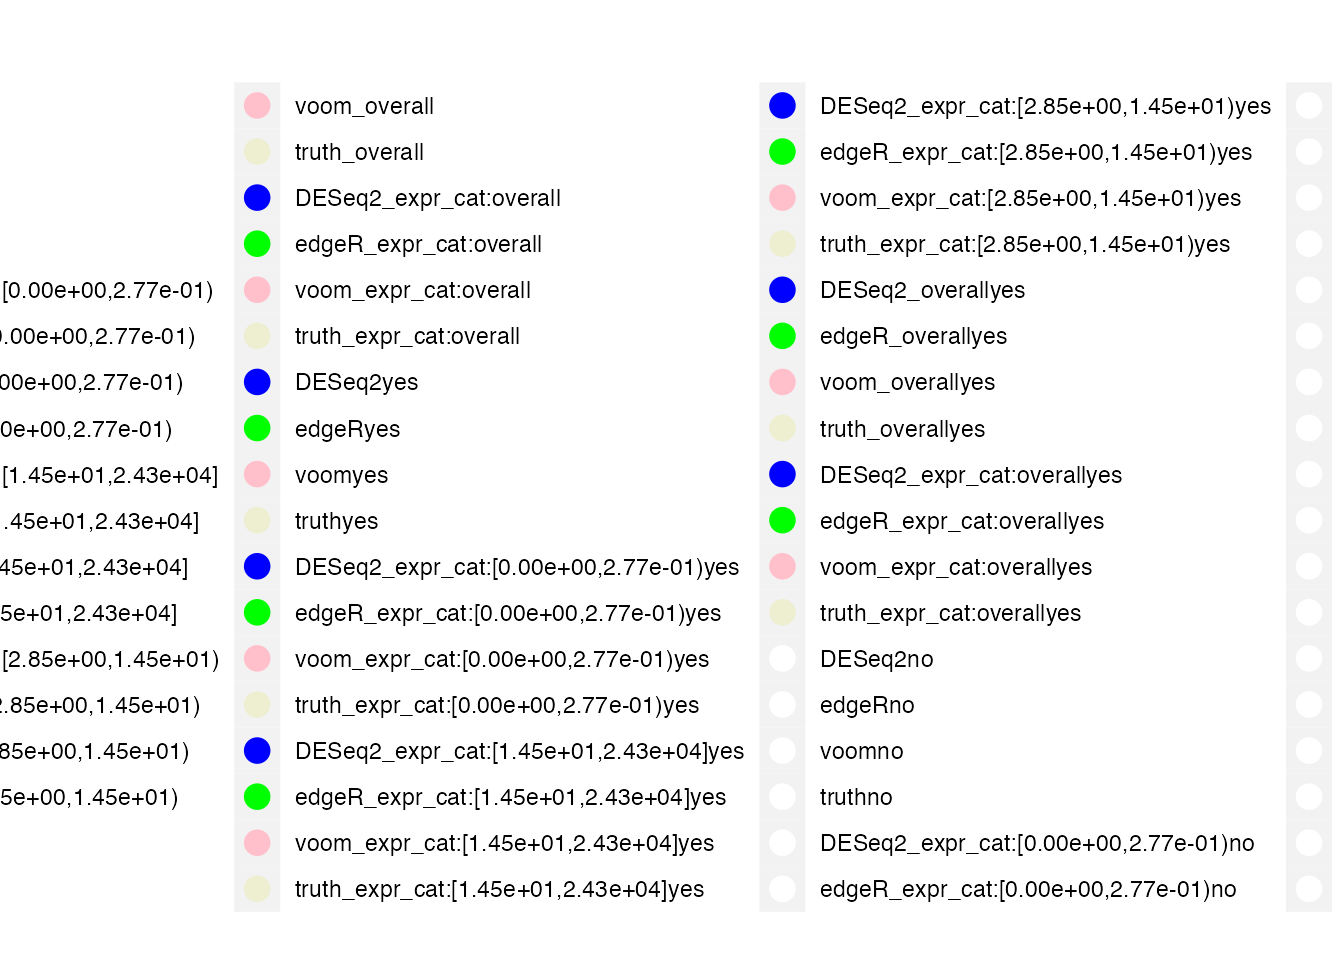 [0.00e+00,2.77e-01)
.00e+00,2.77e-01)
00e+00,2.77e-01)
0e+00,2.77e-01)
[1.45e+01,2.43e+04]
.45e+01,2.43e+04]
45e+01,2.43e+04]
5e+01,2.43e+04]
[2.85e+00,1.45e+01)
2.85e+00,1.45e+01)
85e+00,1.45e+01)
5e+00,1.45e+01)
voom_overall
truth_overall
DESeq2_expr_cat:overall
edgeR_expr_cat:overall
voom_expr_cat:overall
truth_expr_cat:overall
DESeq2yes
edgeRyes
voomyes
truthyes
DESeq2_expr_cat:[0.00e+00,2.77e-01)yes
edgeR_expr_cat:[0.00e+00,2.77e-01)yes
voom_expr_cat:[0.00e+00,2.77e-01)yes
truth_expr_cat:[0.00e+00,2.77e-01)yes
DESeq2_expr_cat:[1.45e+01,2.43e+04]yes
edgeR_expr_cat:[1.45e+01,2.43e+04]yes
voom_expr_cat:[1.45e+01,2.43e+04]yes
truth_expr_cat:[1.45e+01,2.43e+04]yes
DESeq2_expr_cat:[2.85e+00,1.45e+01)yes
edgeR_expr_cat:[2.85e+00,1.45e+01)yes
voom_expr_cat:[2.85e+00,1.45e+01)yes
truth_expr_cat:[2.85e+00,1.45e+01)yes
DESeq2_overallyes
edgeR_overallyes
voom_overallyes
truth_overallyes
DESeq2_expr_cat:overallyes
edgeR_expr_cat:overallyes
voom_expr_cat:overallyes
truth_expr_cat:overallyes
DESeq2no
edgeRno
voomno
truthno
DESeq2_expr_cat:[0.00e+00,2.77e-01)no
edgeR_expr_cat:[0.00e+00,2.77e-01)no